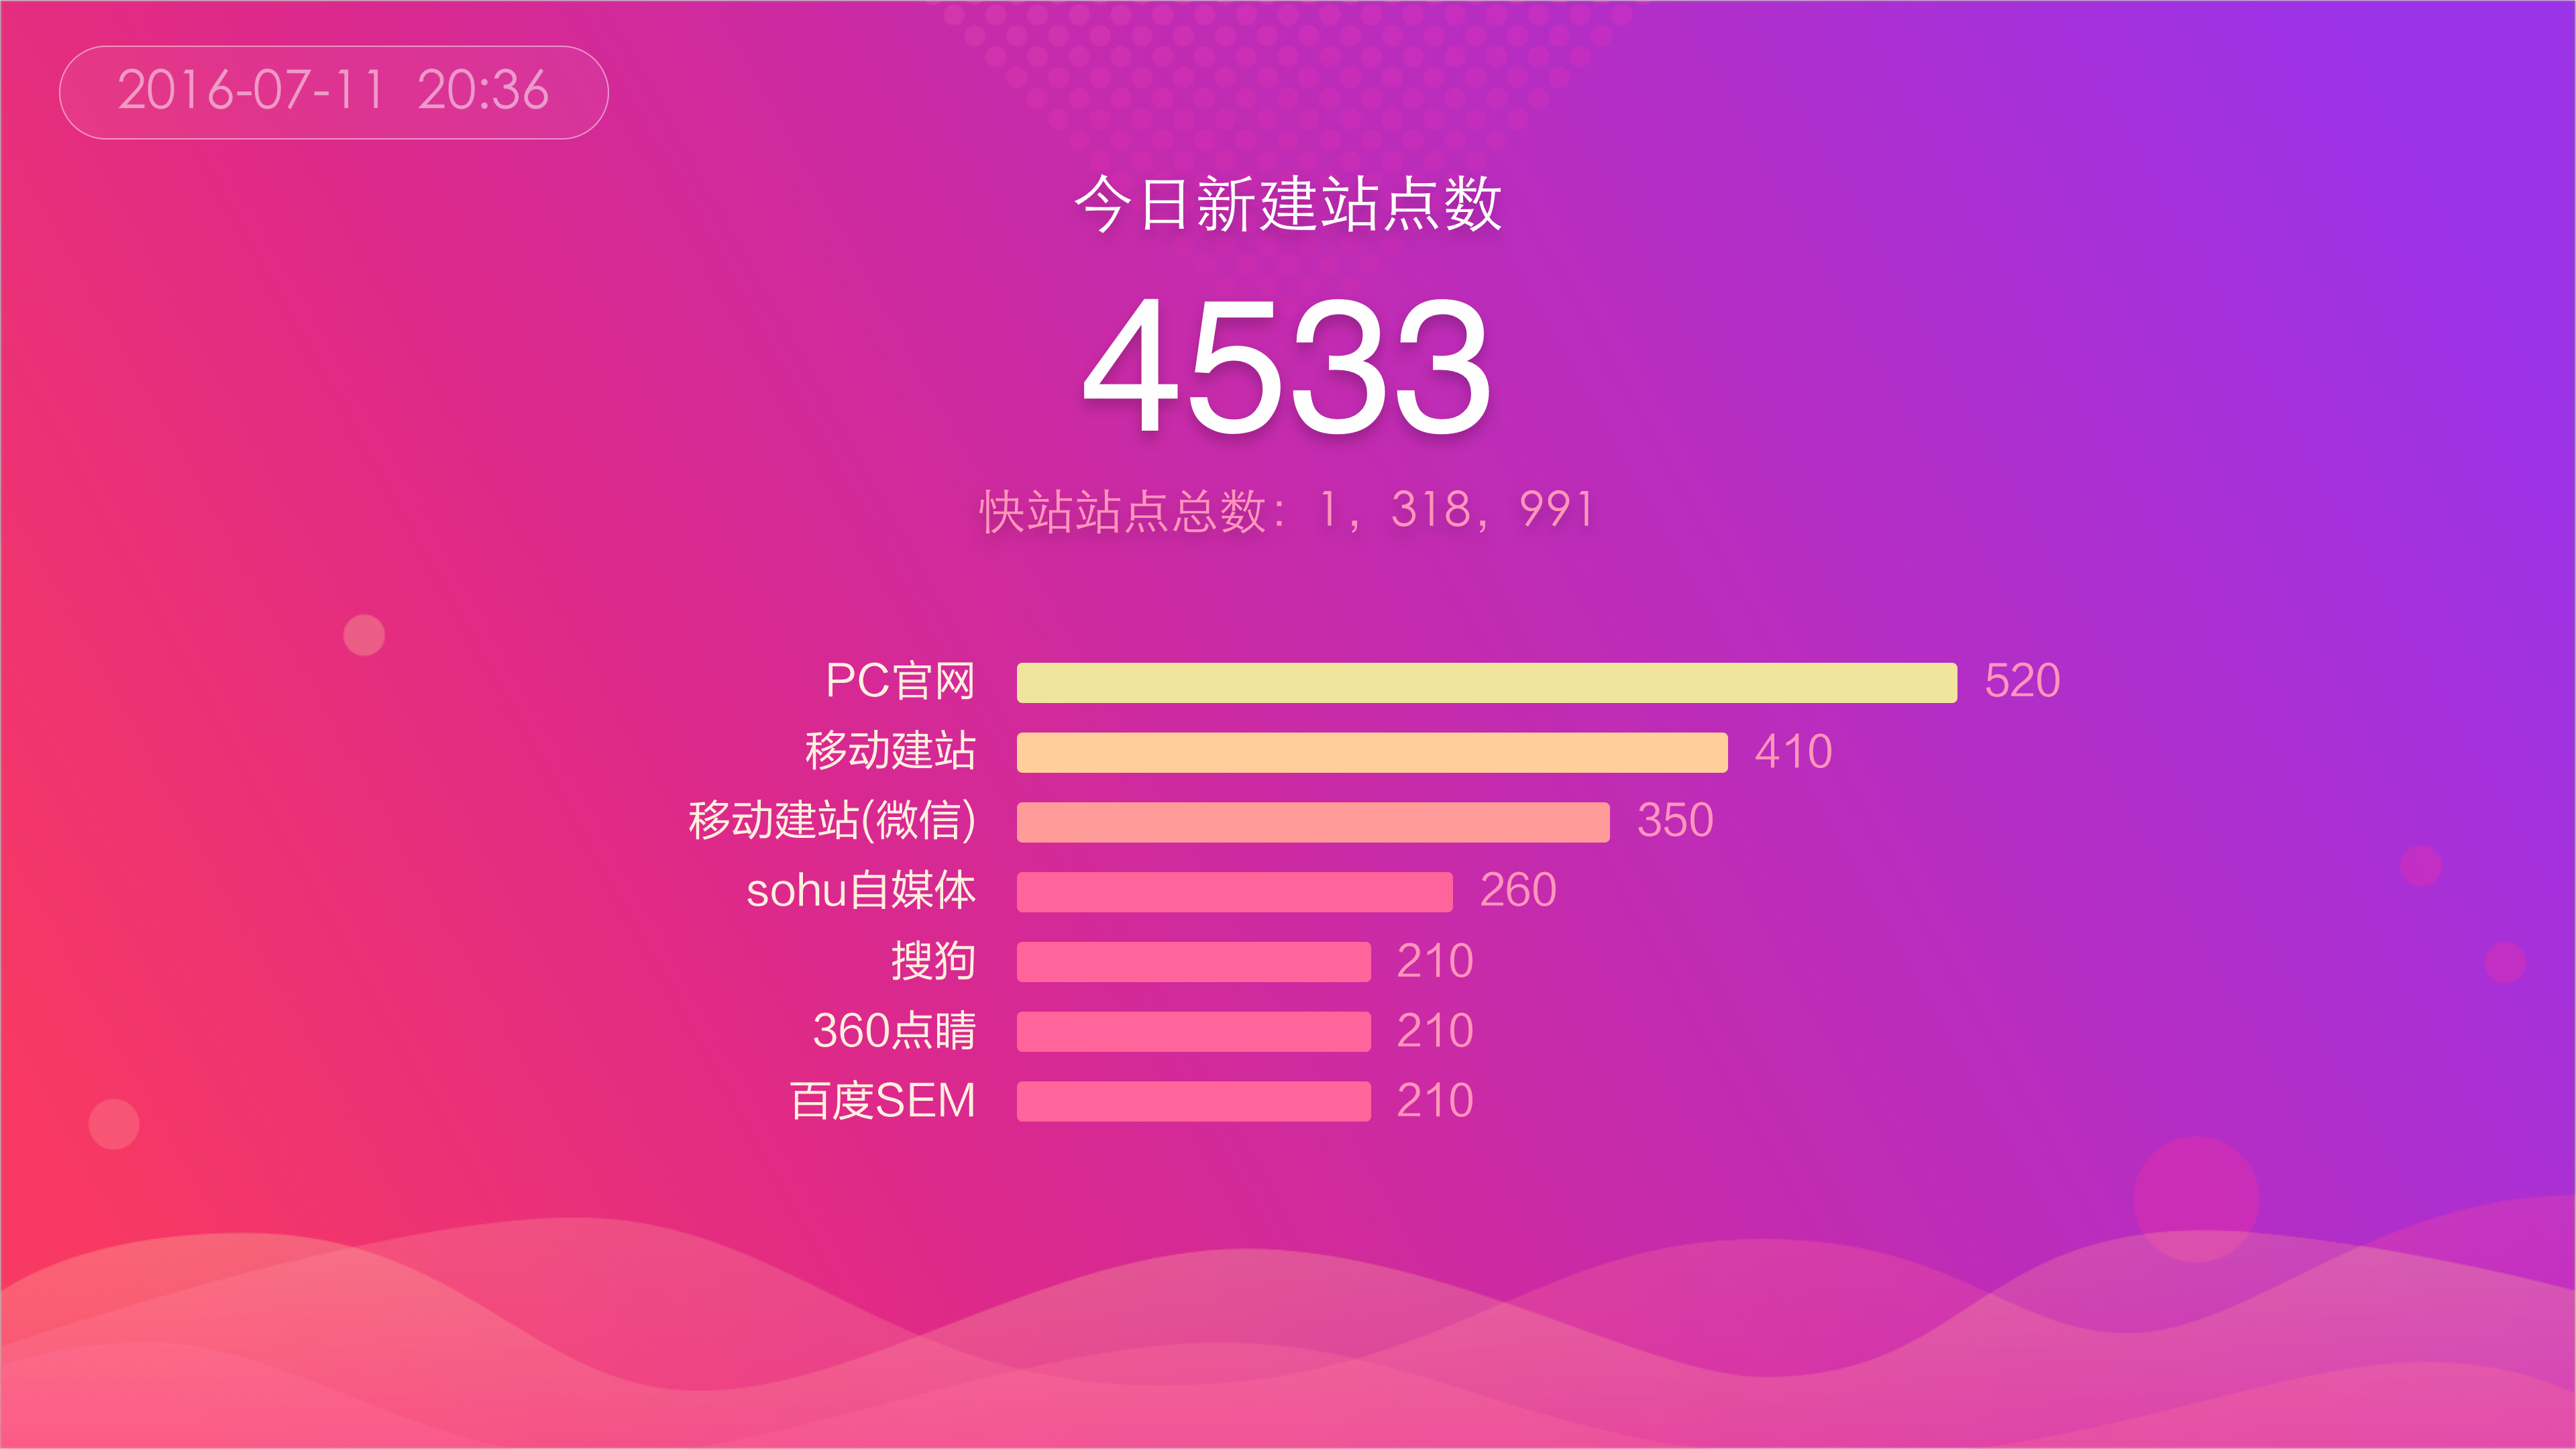 2016-07-11 20:36
今日新建站点数
4533
快站站点总数：1，318，991
PC官网 520
移动建站 410
移动建站(微信) 350
sohu自媒体 260
搜狗 210
360点睛 210
百度SEM 210